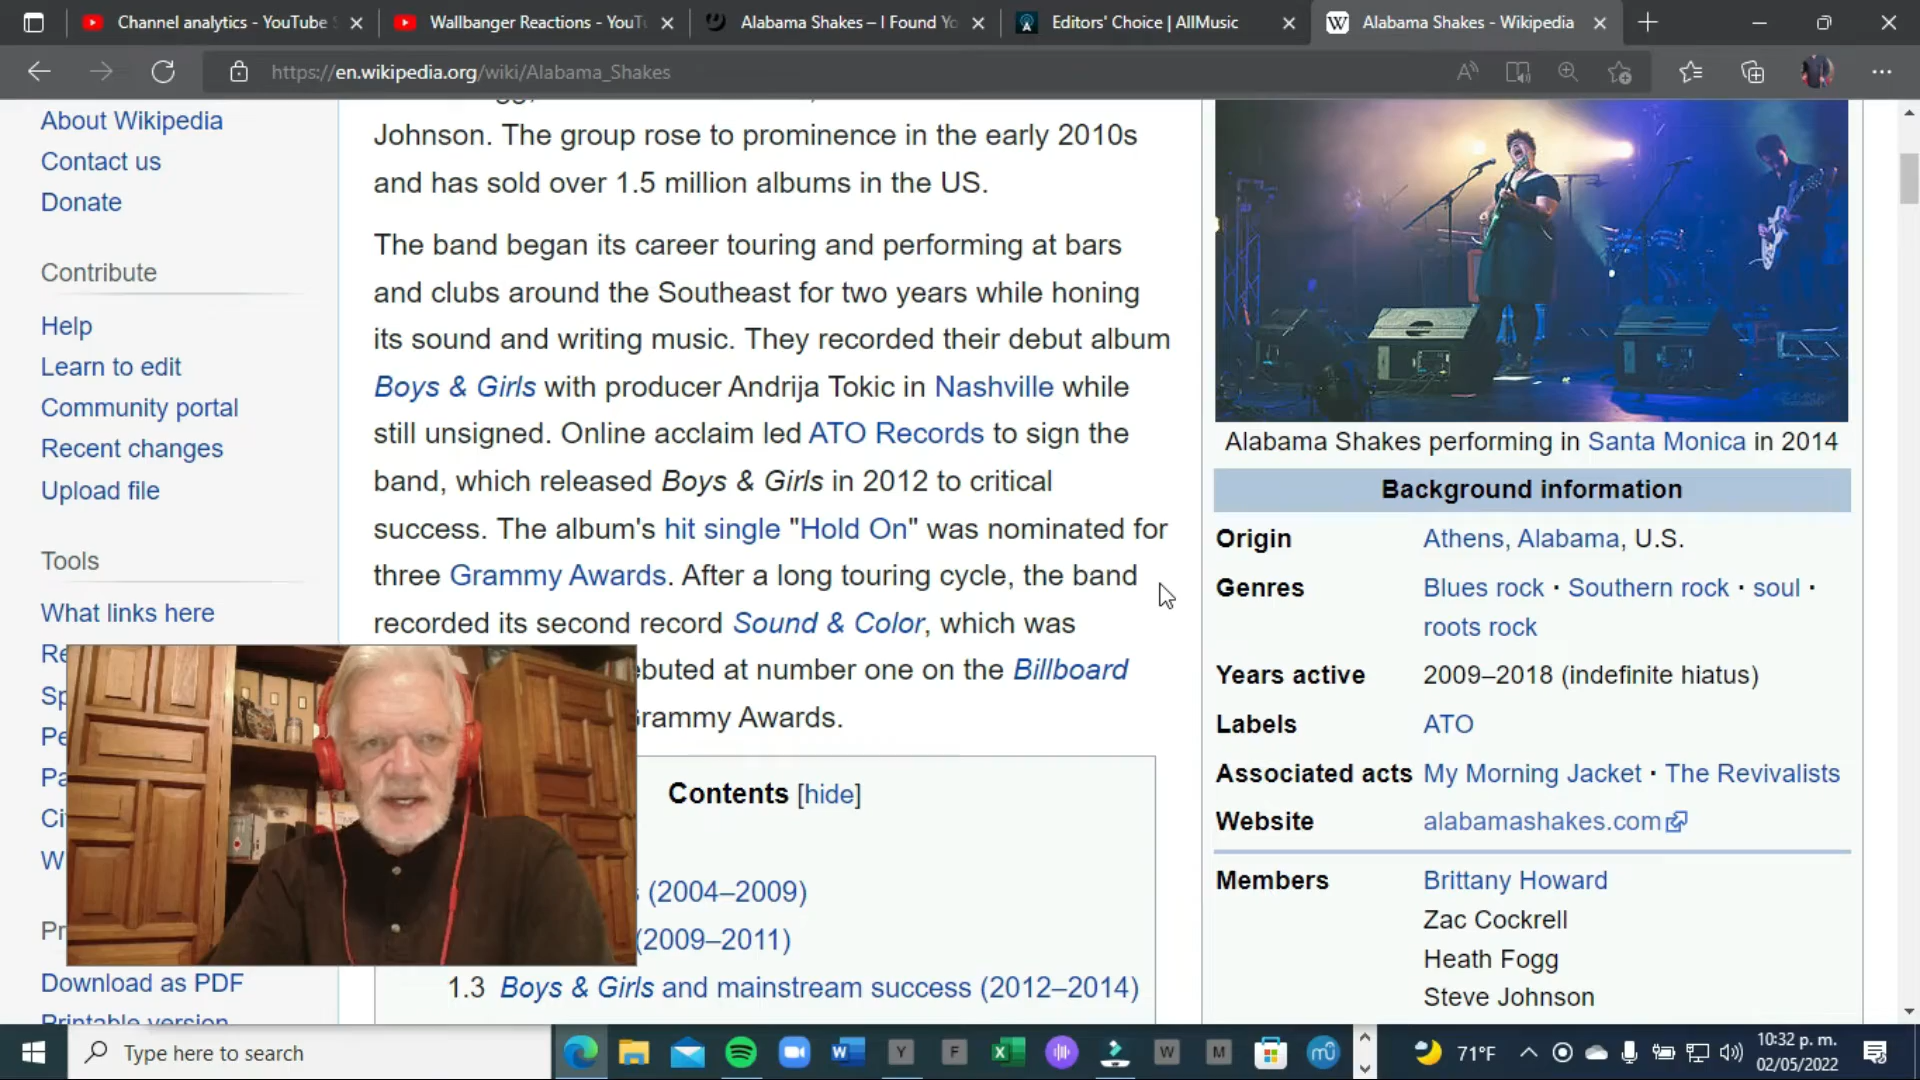 Channel analytics - YouTube S
Wallbanger Reactions - YouT
Alabama Shakes – I Found Yo
Editors' Choice | AllMusic
Alabama Shakes - Wikipedia
https://en.wikipedia.org/wiki/Alabama_Shakes
About Wikipedia
Contact us
Donate
Contribute
Help
Learn to edit
Community portal
Recent changes
Upload file
Tools
What links here
Re
Sp
Pe
Pa
Ci
W
Pr
Download as PDF
Printable version
Johnson. The group rose to prominence in the early 2010s
and has sold over 1.5 million albums in the US.
The band began its career touring and performing at bars
and clubs around the Southeast for two years while honing
its sound and writing music. They recorded their debut album
Boys & Girls with producer Andrija Tokic in Nashville while
still unsigned. Online acclaim led ATO Records to sign the
band, which released Boys & Girls in 2012 to critical
success. The album's hit single "Hold On" was nominated for
three Grammy Awards. After a long touring cycle, the band
recorded its second record Sound & Color, which was
ebuted at number one on the Billboard
Grammy Awards.
Contents [hide]
(2004–2009)
(2009–2011)
1.3 Boys & Girls and mainstream success (2012–2014)
Alabama Shakes performing in Santa Monica in 2014
Background information
Origin Athens, Alabama, U.S.
Genres Blues rock · Southern rock · soul ·
roots rock
Years active 2009–2018 (indefinite hiatus)
Labels ATO
Associated acts My Morning Jacket · The Revivalists
Website alabamashakes.com
Members Brittany Howard
Zac Cockrell
Heath Fogg
Steve Johnson
Type here to search
Y
F
W
M
71°F
10:32 p. m.
02/05/2022